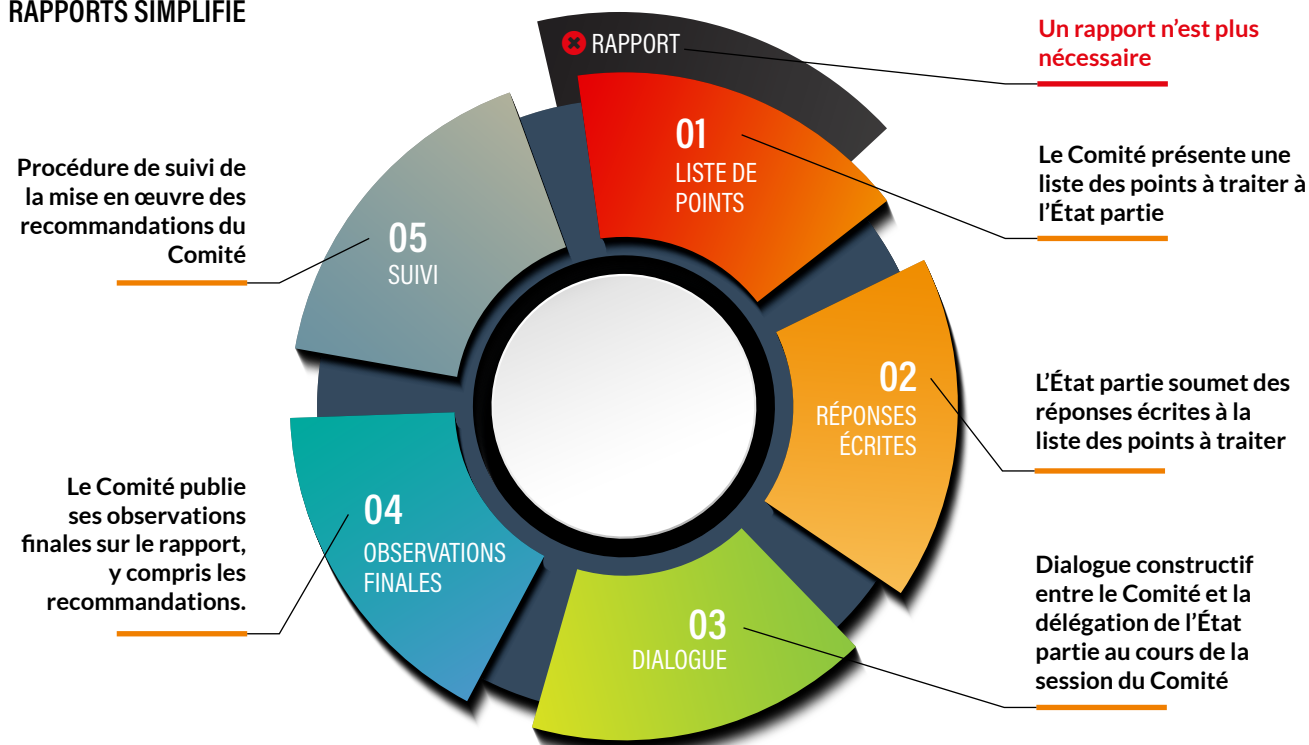 RAPPORTS SIMPLIFIÉ
RAPPORT
Un rapport n’est plus
nécessaire
01
LISTE DE
POINTS
Le Comité présente une
liste des points à traiter à
l’État partie
02
RÉPONSES
ÉCRITES
L’État partie soumet des
réponses écrites à la
liste des points à traiter
03
DIALOGUE
Dialogue constructif
entre le Comité et la
délégation de l’État
partie au cours de la
session du Comité
04
OBSERVATIONS
FINALES
Le Comité publie
ses observations
finales sur le rapport,
y compris les
recommandations.
05
SUIVI
Procédure de suivi de
la mise en œuvre des
recommandations du
Comité